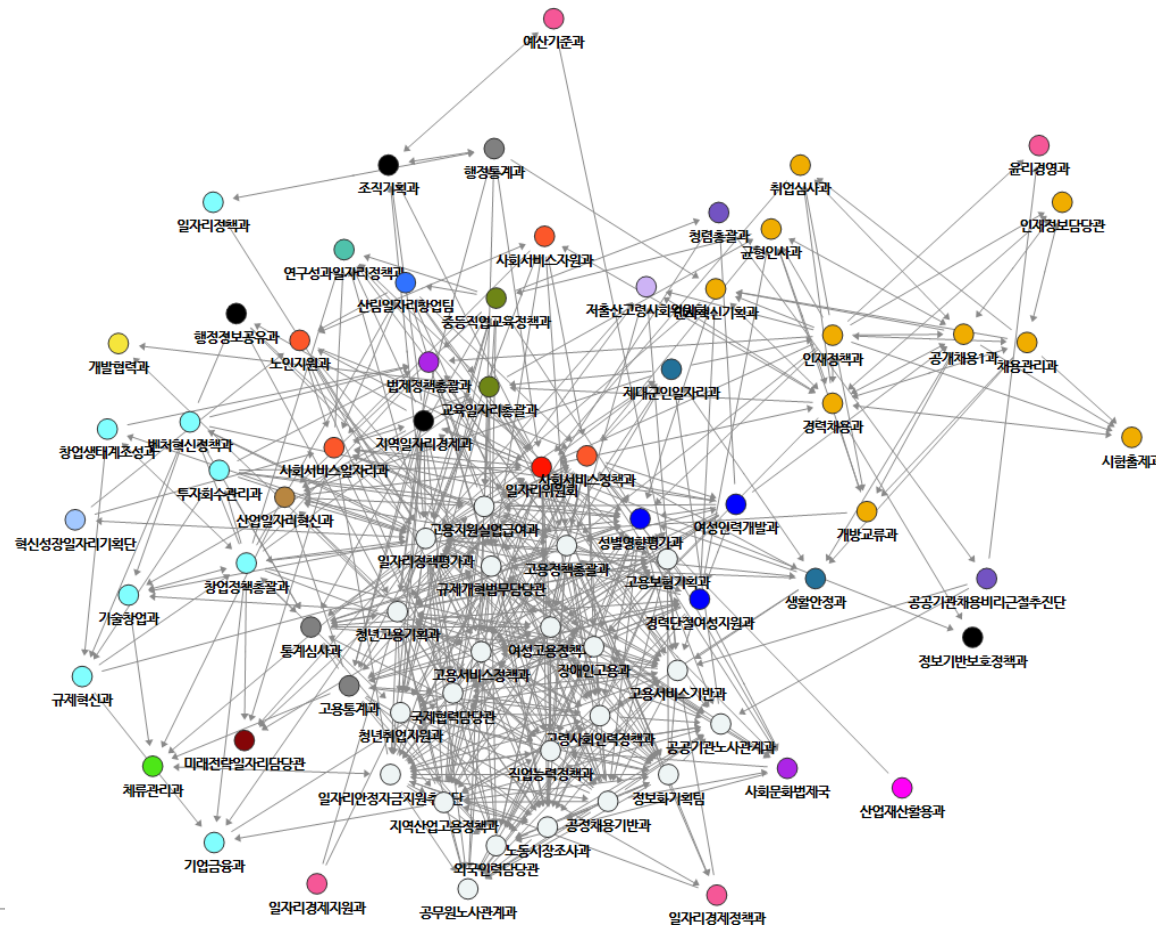 예산기준과
조직기획과
행정통계과
윤리경영과
취업심사과
일자리정책과
인재정보담당관
청렴총괄과
균형인사과
사회서비스자원과
연구성과일자리정책과
산림일자리창업팀
저출산고령사회위원회
중등직업교육정책과
행정정보공유과
노인지원과
인재정책과
공개채용1과
채용관리과
개발협력과
법제정책총괄과
제대군인일자리과
교육일자리총괄과
경력채용과
벤처혁신정책과
지역일자리경제과
창업생태계조성과
시험출제과
사회서비스일자리과
일자리위원회
사회서비스정책과
투자회수관리과
산업일자리혁신과
고용지원실업급여과
여성인력개발과
개방교류과
혁신성장일자리기획단
성별영향평가과
일자리정책평가과
고용정책총괄과
고용보험기획과
창업정책총괄과
규제개혁법무담당관
생활안정과
공공기관채용비리근절추진단
기술창업과
청년고용기획과
경력단절여성지원과
통계심사과
여성고용정책과
정보기반보호정책과
장애인고용과
고용서비스정책과
규제혁신과
고용서비스기반과
고용통계과
국제협력담당관
청년취업지원과
고령사회인력정책과
공공기관노사관계과
미래전략일자리담당관
직업능력정책과
체류관리과
사회문화법제국
일자리안정자금지원추진단
정보화기획팀
산업재산활용과
지역산업고용정책과
공정채용기반과
노동시장조사과
기업금융과
외국인력담당관
일자리경제지원과
공무원노사관계과
일자리경제정책과